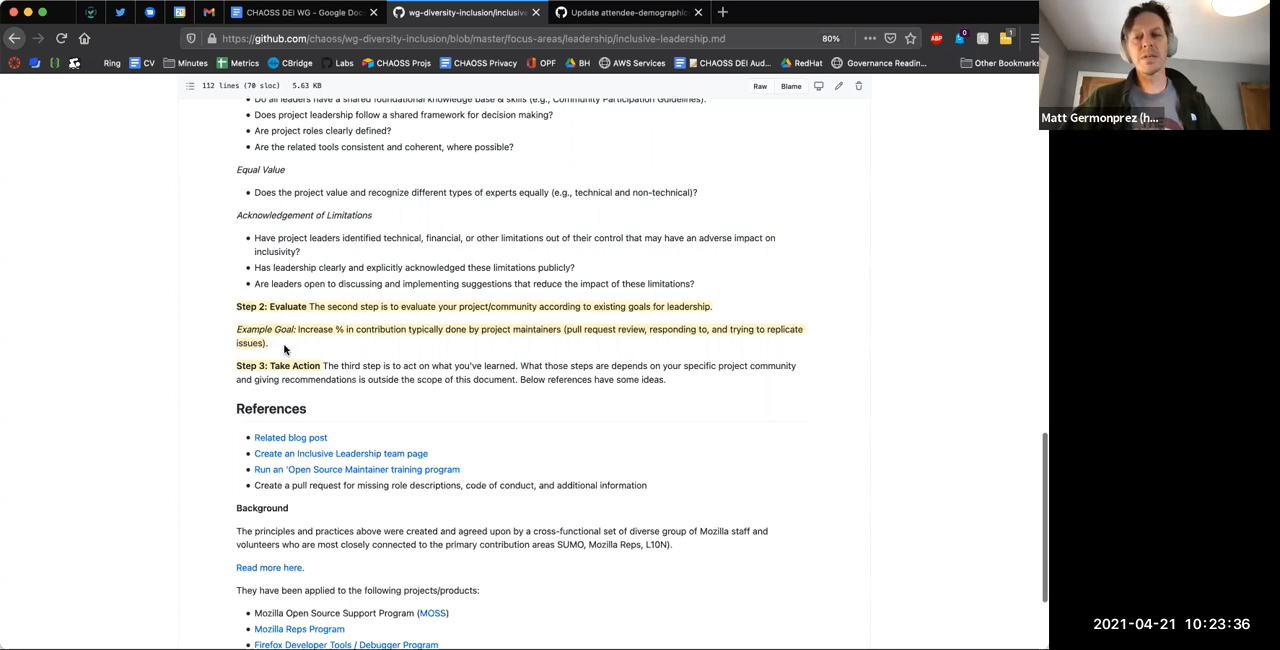 CHAOSS DEI WG - Google Doc
wg-diversity-inclusion/inclusive
Update attendee-demographic
https://github.com/chaoss/wg-diversity-inclusion/blob/master/focus-areas/leadership/inclusive-leadership.md
80%
ABP
0
1
Ring
CV
Minutes
Metrics
CBridge
Labs
CHAOSS Projs
CHAOSS Privacy
OPF
BH
AWS Services
CHAOSS DEI Aud...
RedHat
Governance Readin...
Other Bookmarks
112 lines (70 sloc)
5.63 KB
Raw
Blame
Do all leaders have a shared foundational knowledge base & skills (e.g., Community Participation Guidelines).
Does project leadership follow a shared framework for decision making?
Are project roles clearly defined?
Are the related tools consistent and coherent, where possible?
Equal Value
Does the project value and recognize different types of experts equally (e.g., technical and non-technical)?
Acknowledgement of Limitations
Have project leaders identified technical, financial, or other limitations out of their control that may have an adverse impact on
inclusivity?
Has leadership clearly and explicitly acknowledged these limitations publicly?
Are leaders open to discussing and implementing suggestions that reduce the impact of these limitations?
Step 2: Evaluate The second step is to evaluate your project/community according to existing goals for leadership.
Example Goal: Increase % in contribution typically done by project maintainers (pull request review, responding to, and trying to replicate
issues).
Step 3: Take Action The third step is to act on what you've learned. What those steps are depends on your specific project community
and giving recommendations is outside the scope of this document. Below references have some ideas.
References
Related blog post
Create an Inclusive Leadership team page
Run an 'Open Source Maintainer training program
Create a pull request for missing role descriptions, code of conduct, and additional information
Background
The principles and practices above were created and agreed upon by a cross-functional set of diverse group of Mozilla staff and
volunteers who are most closely connected to the primary contribution areas SUMO, Mozilla Reps, L10N).
Read more here.
They have been applied to the following projects/products:
Mozilla Open Source Support Program (MOSS)
Mozilla Reps Program
Firefox Developer Tools / Debugger Program
Matt Germonprez (h...
2021-04-21 10:23:36